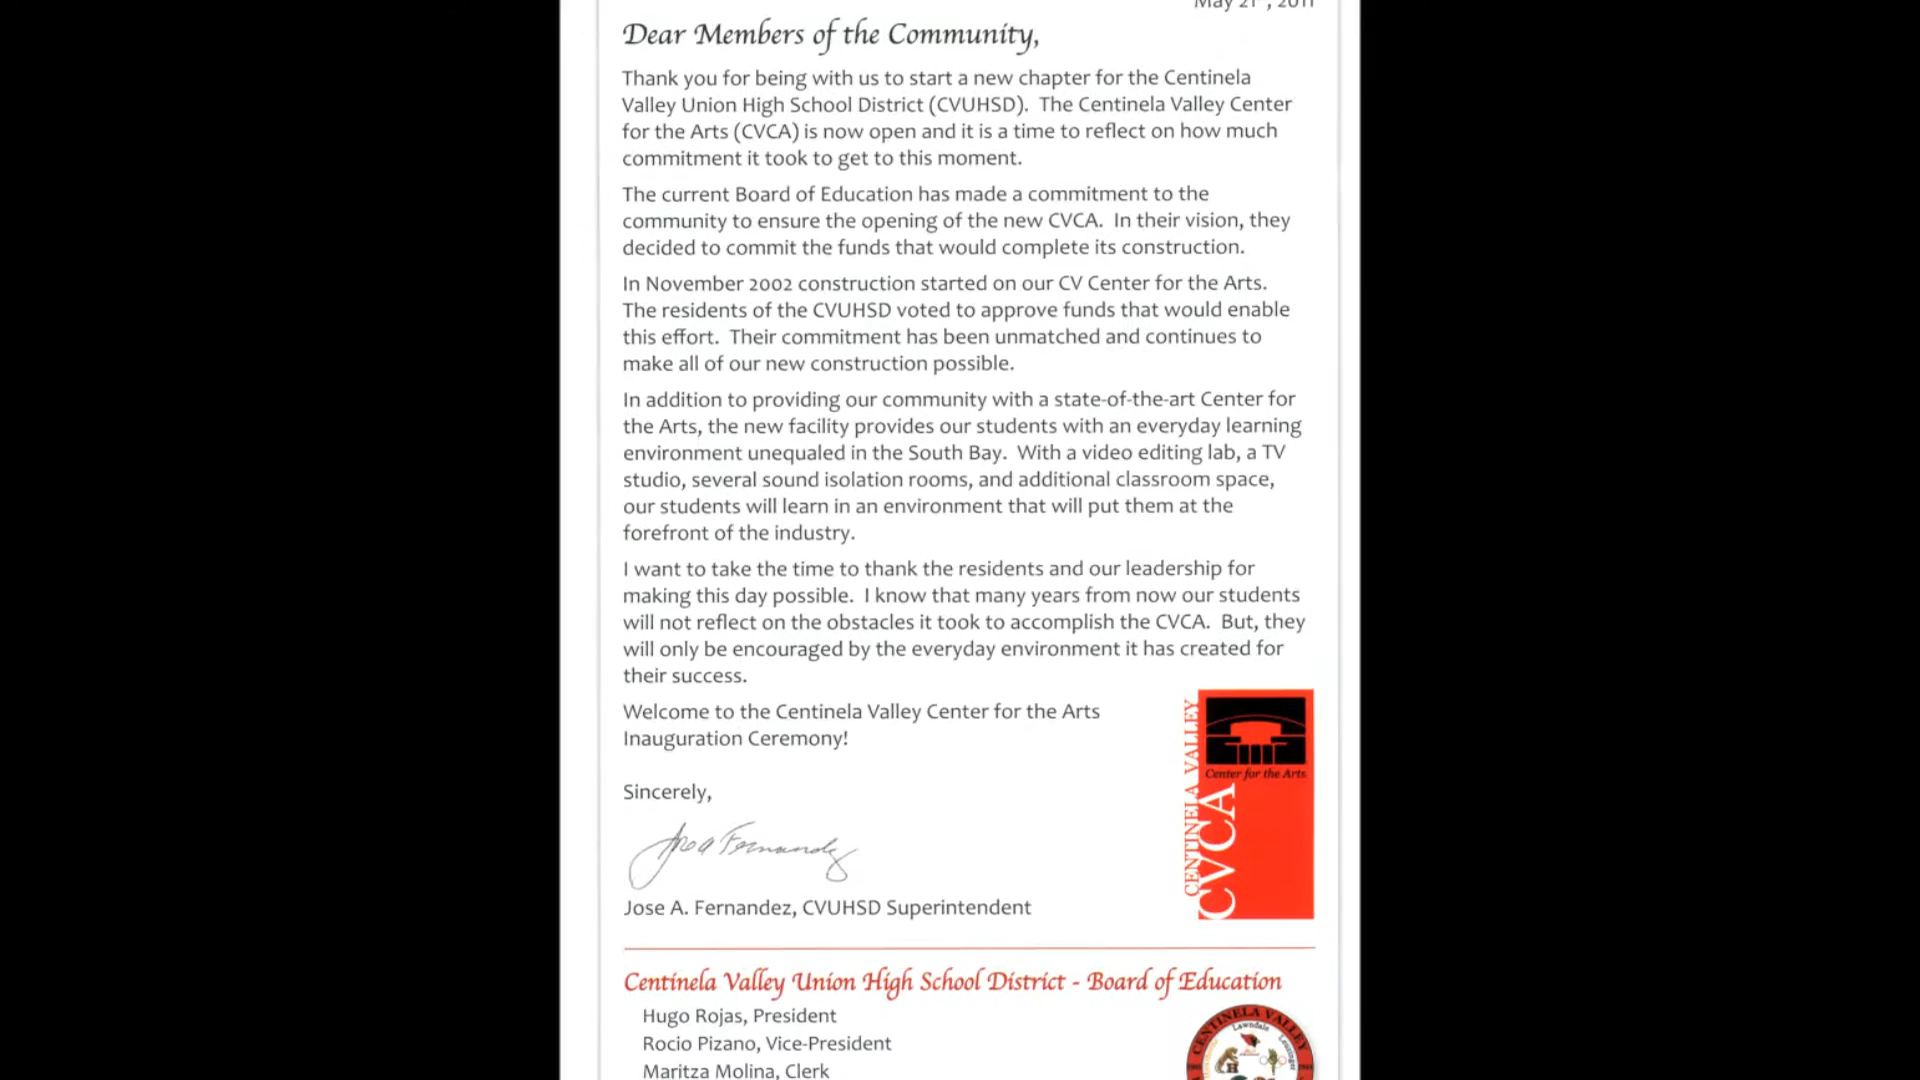 May 21st, 2011
Dear Members of the Community,
Thank you for being with us to start a new chapter for the Centinela
Valley Union High School District (CVUHSD). The Centinela Valley Center
for the Arts (CVCA) is now open and it is a time to reflect on how much
commitment it took to get to this moment.
The current Board of Education has made a commitment to the
community to ensure the opening of the new CVCA. In their vision, they
decided to commit the funds that would complete its construction.
In November 2002 construction started on our CV Center for the Arts.
The residents of the CVUHSD voted to approve funds that would enable
this effort. Their commitment has been unmatched and continues to
make all of our new construction possible.
In addition to providing our community with a state-of-the-art Center for
the Arts, the new facility provides our students with an everyday learning
environment unequaled in the South Bay. With a video editing lab, a TV
studio, several sound isolation rooms, and additional classroom space,
our students will learn in an environment that will put them at the
forefront of the industry.
I want to take the time to thank the residents and our leadership for
making this day possible. I know that many years from now our students
will not reflect on the obstacles it took to accomplish the CVCA. But, they
will only be encouraged by the everyday environment it has created for
their success.
Welcome to the Centinela Valley Center for the Arts
Inauguration Ceremony!
Sincerely,
Jose Fernandez
Jose A. Fernandez, CVUHSD Superintendent
CENTINELA VALLEY
CVCA
Center for the Arts
Centinela Valley Union High School District - Board of Education
Hugo Rojas, President
Rocio Pizano, Vice-President
Maritza Molina, Clerk
CENTINELA VALLEY
Lawndale
Leuzinger